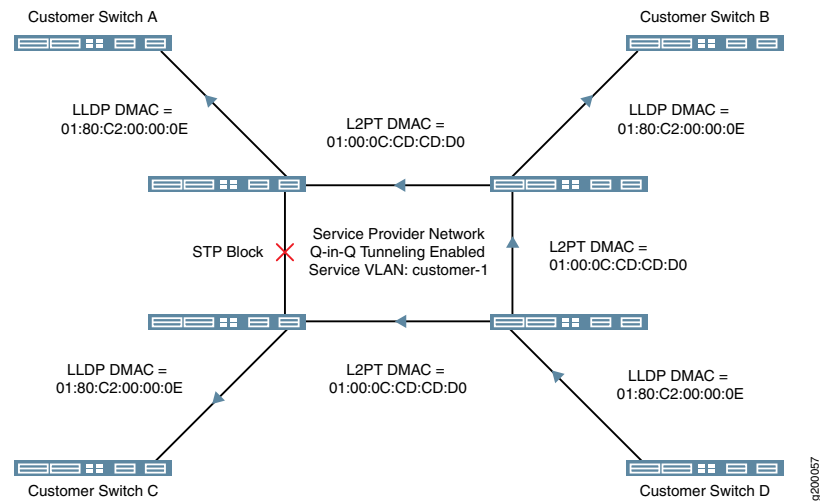 Customer Switch A
Customer Switch B
LLDP DMAC =
01:80:C2:00:00:0E
L2PT DMAC =
01:00:0C:CD:CD:D0
LLDP DMAC =
01:80:C2:00:00:0E
STP Block
Service Provider Network
Q-in-Q Tunneling Enabled
Service VLAN: customer-1
L2PT DMAC =
01:00:0C:CD:CD:D0
LLDP DMAC =
01:80:C2:00:00:0E
L2PT DMAC =
01:00:0C:CD:CD:D0
LLDP DMAC =
01:80:C2:00:00:0E
Customer Switch C
Customer Switch D
g200057